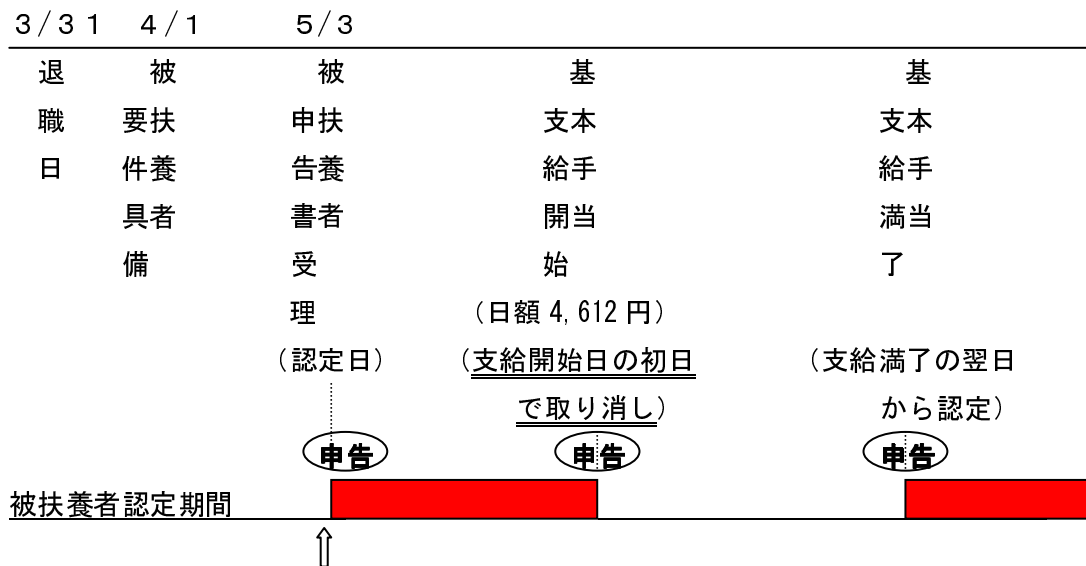 3/31 4/1 5/3
退職日
被扶養者
要件具備
被扶養者
申告書受理
基本手当
支給開始
基本手当
支給満了
(日額 4,612 円)
(認定日)
(支給開始日の初日
で取り消し)
(支給満了の翌日
から認定)
申告
申告
申告
被扶養者認定期間